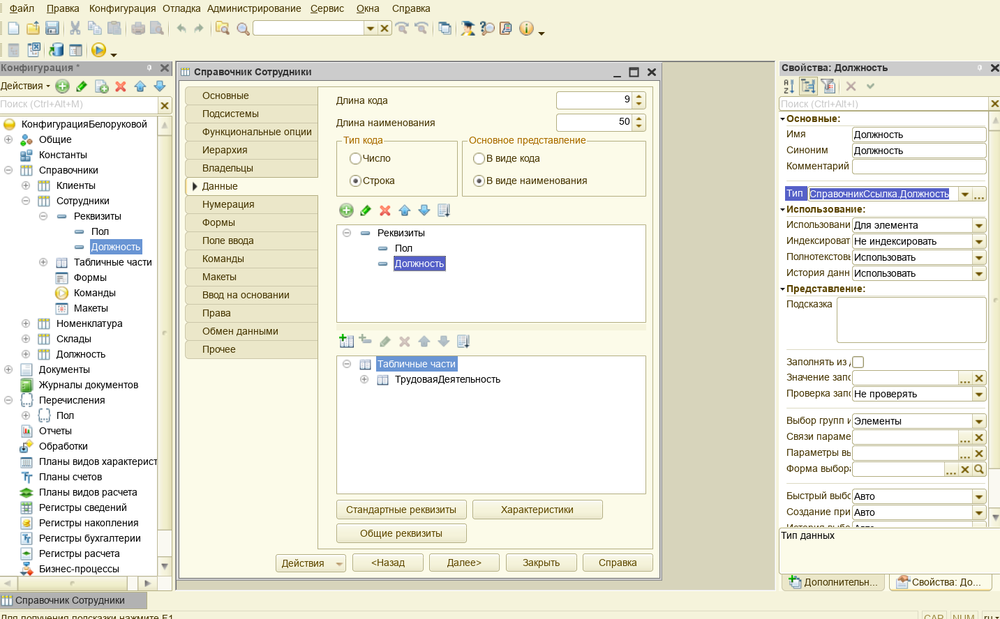 Файл Правка Конфигурация Отладка Администрирование Сервис Окна Справка
Конфигурация *
Действия
Поиск (Ctrl+Alt+M)
КонфигурацияБелоруковой
Общие
Константы
Справочники
Клиенты
Сотрудники
Реквизиты
Пол
Должность
Табличные части
Формы
Команды
Макеты
Номенклатура
Склады
Должность
Документы
Журналы документов
Перечисления
Пол
Отчеты
Обработки
Планы видов характерист
Планы счетов
Планы видов расчета
Регистры сведений
Регистры накопления
Регистры бухгалтерии
Регистры расчета
Бизнес-процессы
Справочник Сотрудники
Основные
Подсистемы
Функциональные опции
Иерархия
Владельцы
Данные
Нумерация
Формы
Поле ввода
Команды
Макеты
Ввод на основании
Права
Обмен данными
Прочее
Длина кода 9
Длина наименования 50
Тип кода
Число
Строка
Основное представление
В виде кода
В виде наименования
Реквизиты
Пол
Должность
Табличные части
ТрудоваяДеятельность
Стандартные реквизиты Характеристики
Общие реквизиты
Действия <Назад Далее> Закрыть Справка
Свойства: Должность
Поиск (Ctrl+Alt+I)
Основные:
Имя Должность
Синоним Должность
Комментарий
Тип СправочникСсылка.Должность
Использование:
Использовани Для элемента
Индексироват Не индексировать
Полнотекстовы Использовать
История данн Использовать
Представление:
Подсказка
Заполнять из д
Значение запо
Проверка запо Не проверять
Выбор групп и Элементы
Связи параме
Параметры вы
Форма выбора
Быстрый выбо Авто
Создание при Авто
История выбо Авто
Тип данных
Дополнительн... Свойства: До...
Справочник Сотрудники
Для получения подсказки нажмите F1 CAP NUM ru